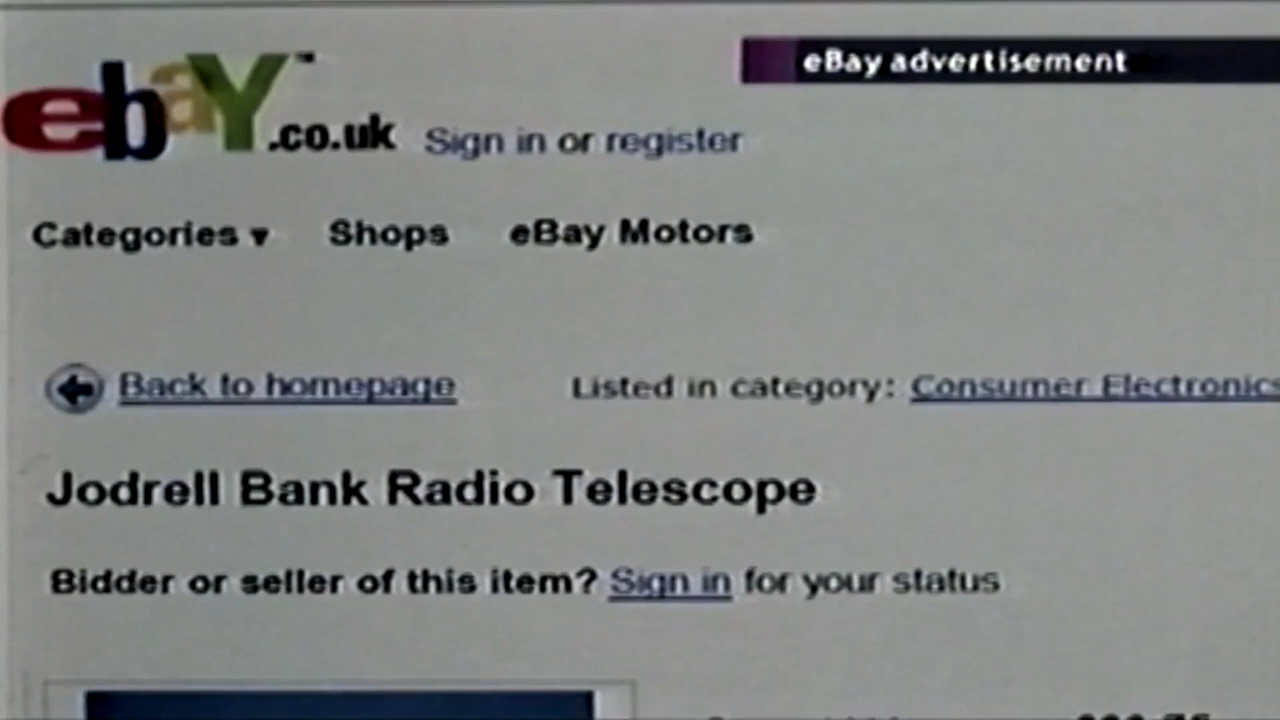 eBay advertisement
ebaY™.co.uk Sign in or register
Categories ▾ Shops eBay Motors
Back to homepage Listed in category: Consumer Electronics
Jodrell Bank Radio Telescope
Bidder or seller of this item? Sign in for your status